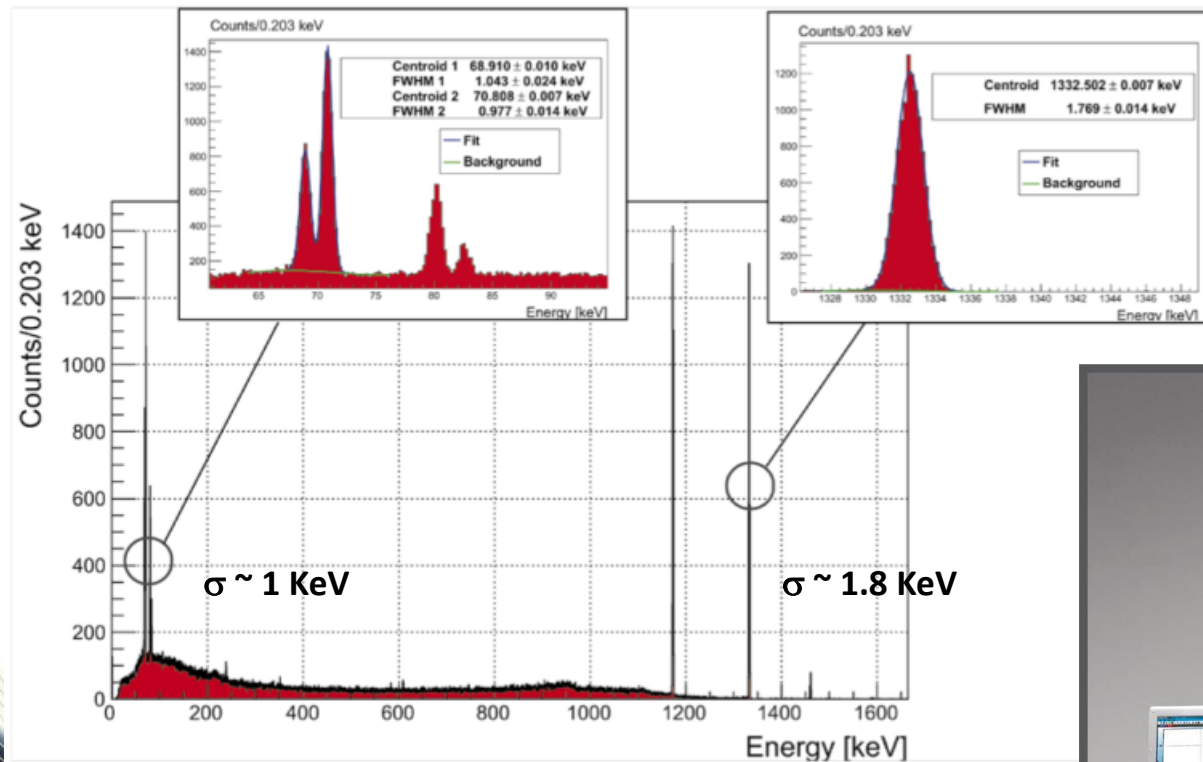 Counts/0.203 keV
1400
1200
1000
800
600
400
200
Centroid 1 68.910 ± 0.010 keV
FWHM 1 1.043 ± 0.024 keV
Centroid 2 70.808 ± 0.007 keV
FWHM 2 0.977 ± 0.014 keV
Fit
Background
65 70 75 80 85 90
Energy [keV]
Counts/0.203 keV
1200
1000
800
600
400
200
0
Centroid 1332.502 ± 0.007 keV
FWHM 1.769 ± 0.014 keV
Fit
Background
1328 1330 1332 1334 1336 1338 1340 1342 1344 1346 1348
Energy [keV]
Counts/0.203 keV
1400
1200
1000
800
600
400
200
0
σ ~ 1 KeV
σ ~ 1.8 KeV
0 200 400 600 800 1000 1200 1400 1600
Energy [keV]